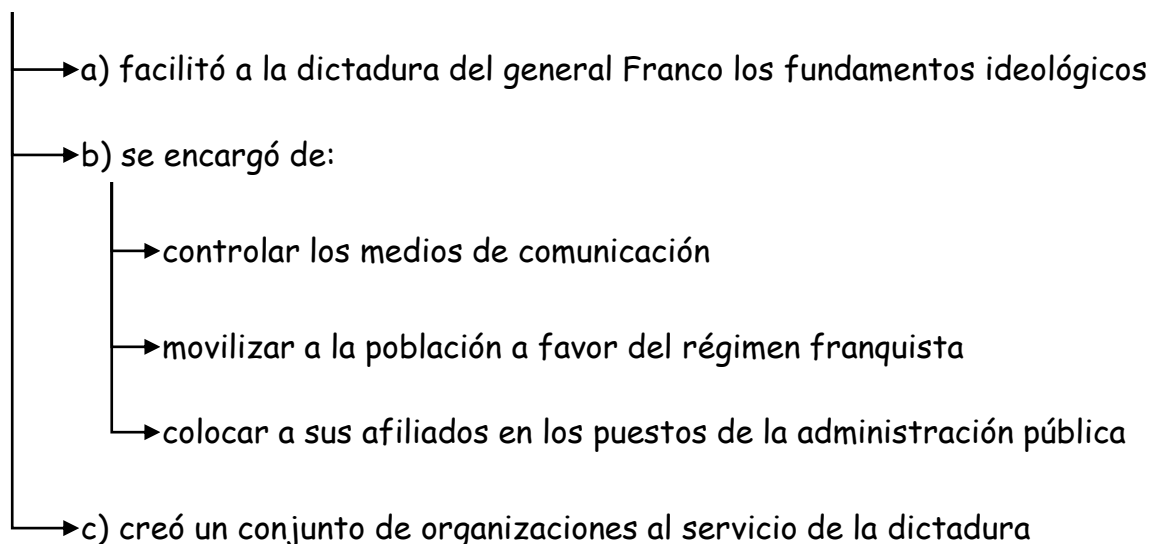 a) facilitó a la dictadura del general Franco los fundamentos ideológicos
b) se encargó de:
controlar los medios de comunicación
movilizar a la población a favor del régimen franquista
colocar a sus afiliados en los puestos de la administración pública
c) creó un conjunto de organizaciones al servicio de la dictadura